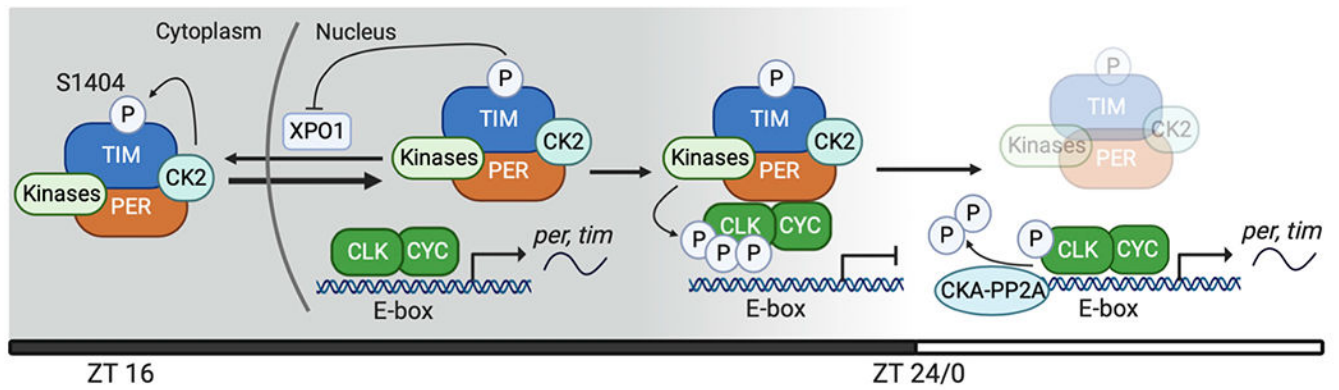 Cytoplasm
Nucleus
S1404
P
TIM
CK2
Kinases
PER
XPO1
P
TIM
CK2
Kinases
PER
CLK CYC
per, tim
E-box
P
TIM
CK2
Kinases
PER
CLK CYC
P
P
P
E-box
P
TIM
CK2
Kinases
PER
P
P
P
CLK CYC
per, tim
CKA-PP2A
E-box
ZT 16
ZT 24/0